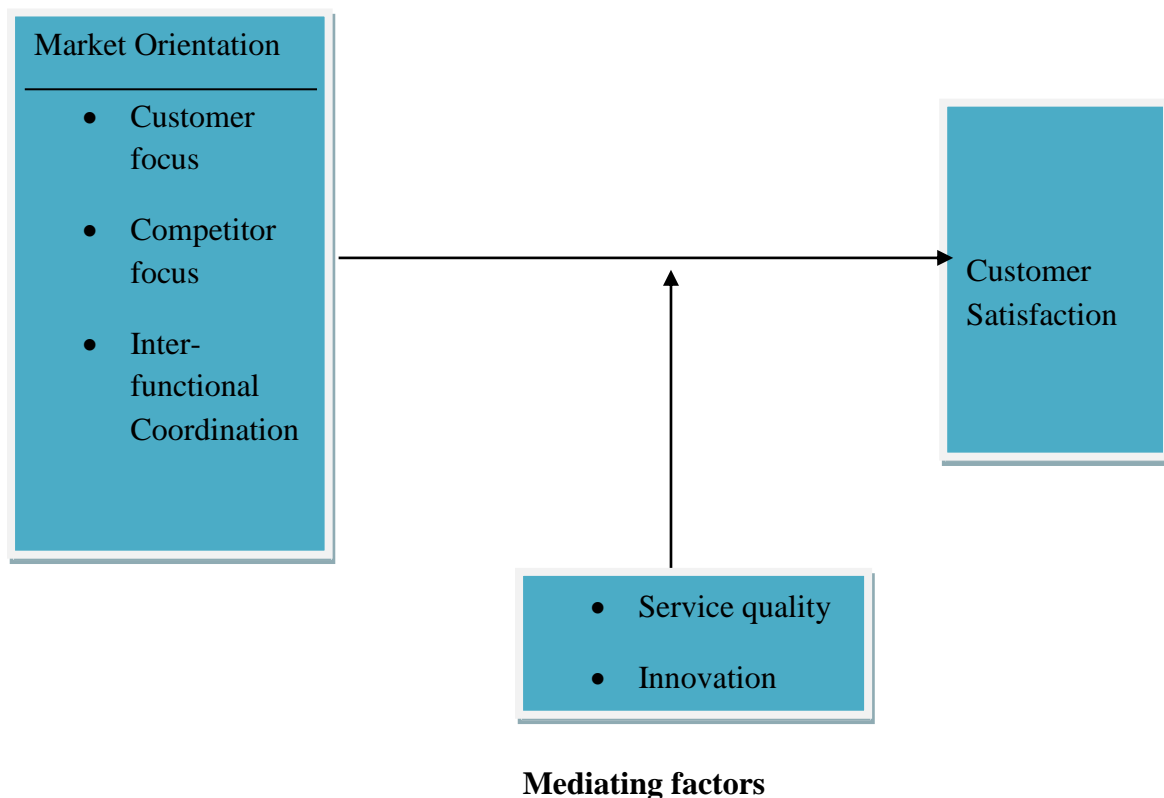 Market Orientation
• Customer
focus
• Competitor
focus
• Inter-
functional
Coordination
Customer
Satisfaction
• Service quality
• Innovation
Mediating factors